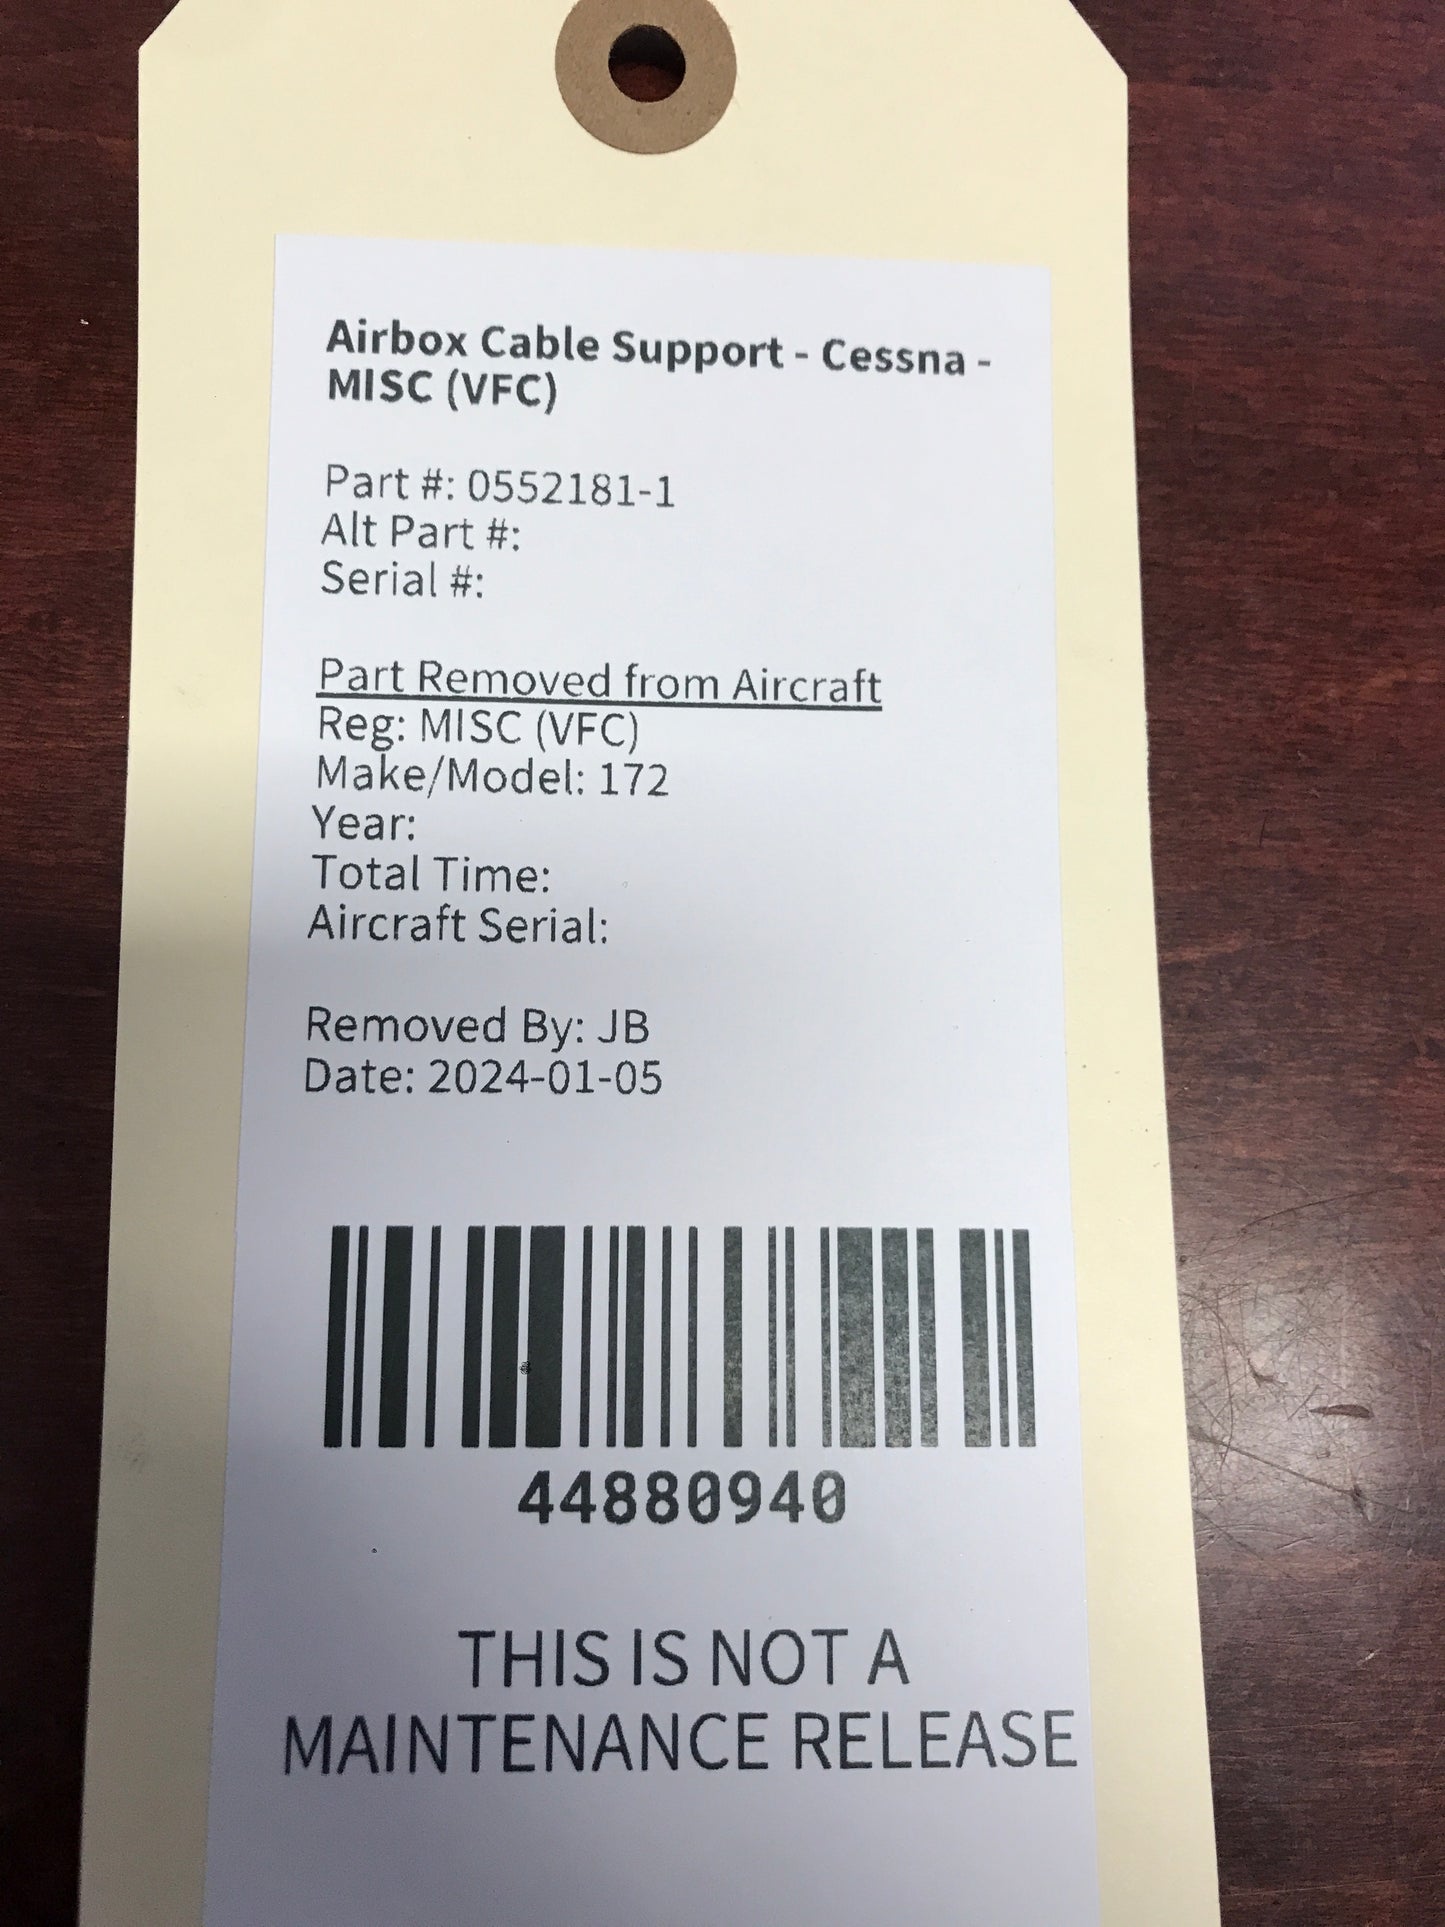 Airbox Cable Support - Cessna -
MISC (VFC)
Part #: 0552181-1
Alt Part #:
Serial #:
Part Removed from Aircraft
Reg: MISC (VFC)
Make/Model: 172
Year:
Total Time:
Aircraft Serial:
Removed By: JB
Date: 2024-01-05
44880940
THIS IS NOT A
MAINTENANCE RELEASE